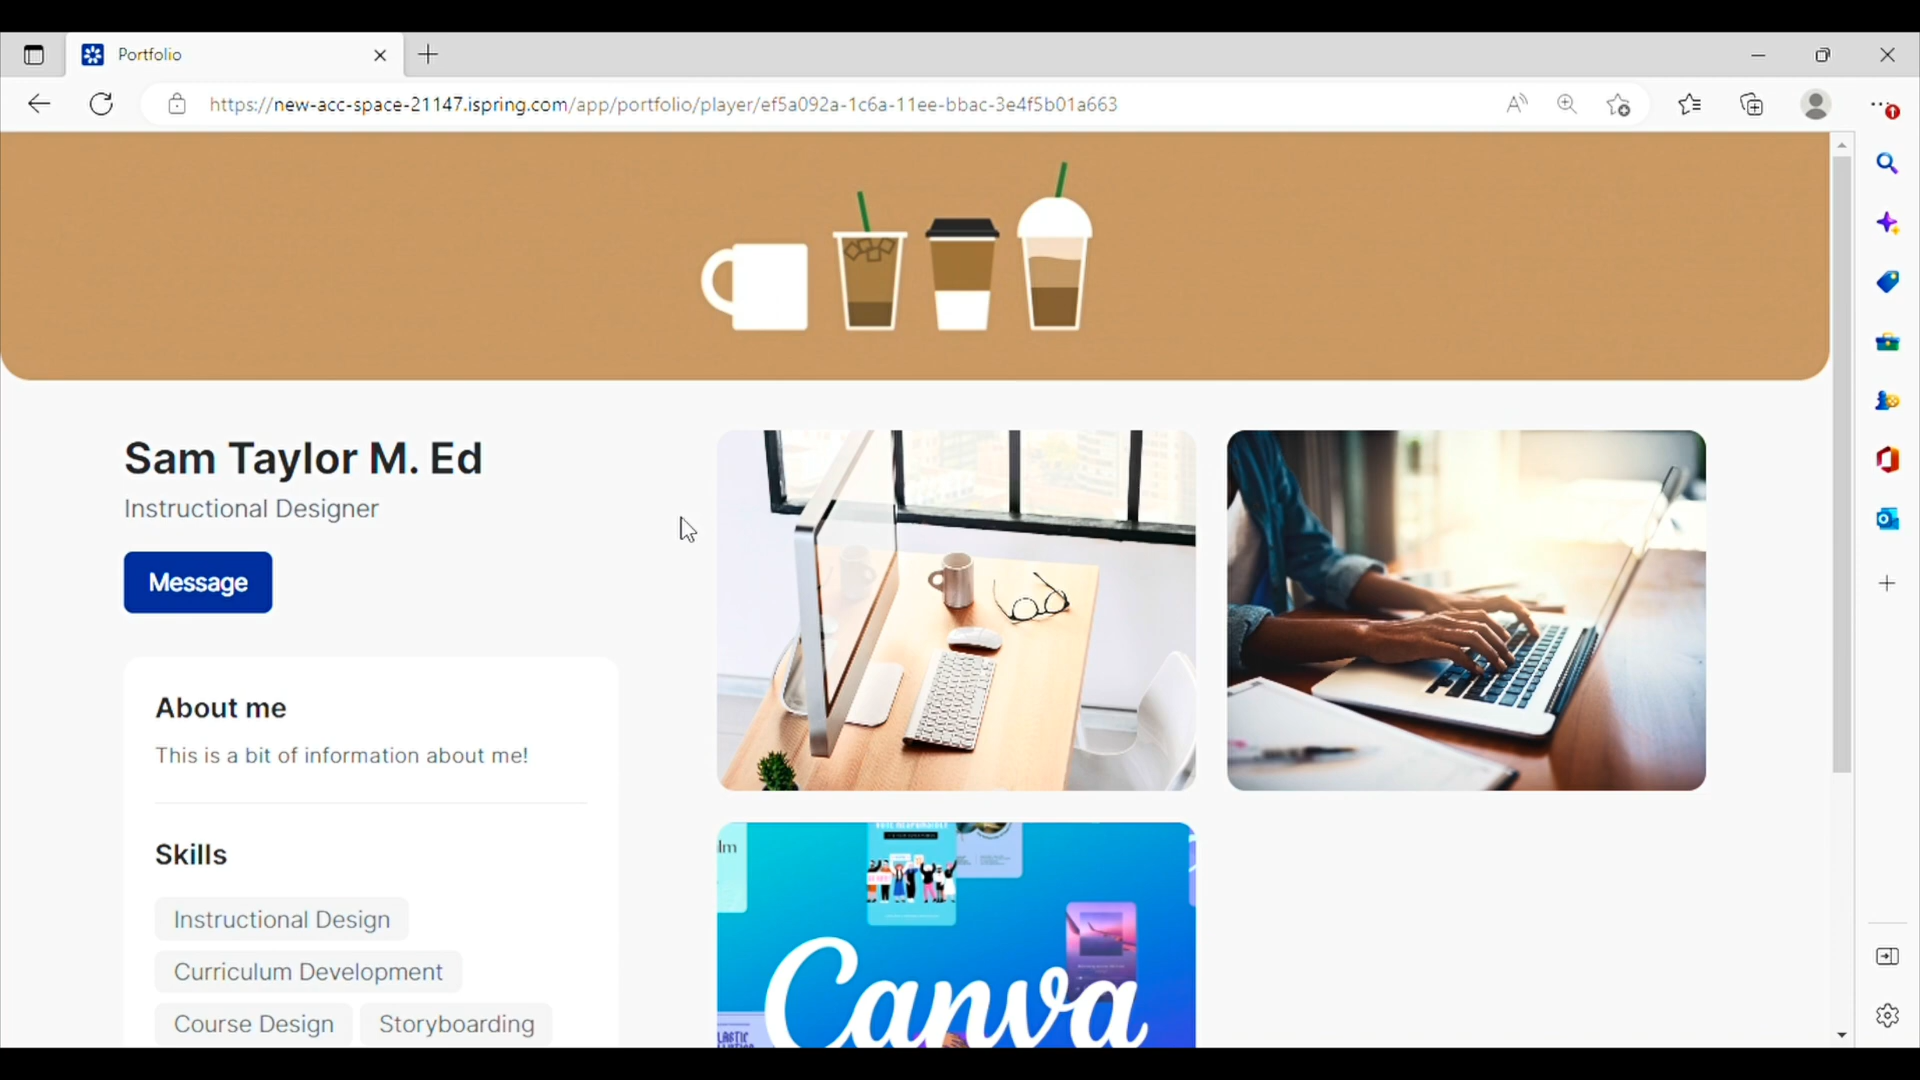 Portfolio
https://new-acc-space-21147.ispring.com/app/portfolio/player/ef5a092a-1c6a-11ee-bbac-3e4f5b01a663
Sam Taylor M. Ed
Instructional Designer
Message
About me
This is a bit of information about me!
Skills
Instructional Design
Curriculum Development
Course Design
Storyboarding
Canva